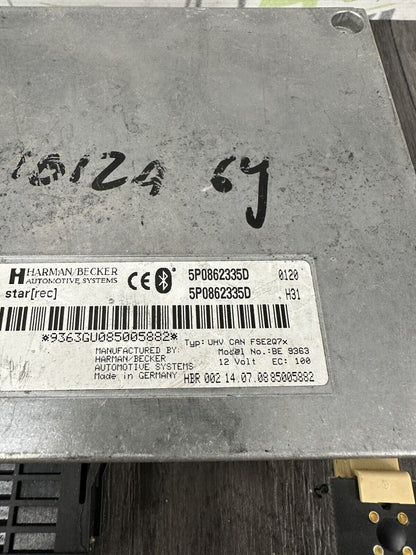 6Y
HARMAN/BECKER
AUTOMOTIVE SYSTEMS
star[rec]
CE
5P0862335D 0120
5P0862335D .H31
*9363GU085005882*
Typ: UHV CAN FSE2Q7x
MANUFACTURED BY: Model No.:BE 9363
HARMAN/BECKER 12 Volt EC: 100
AUTOMOTIVE SYSTEMS
Made in GERMANY HBR 002 14.07.08 85005882